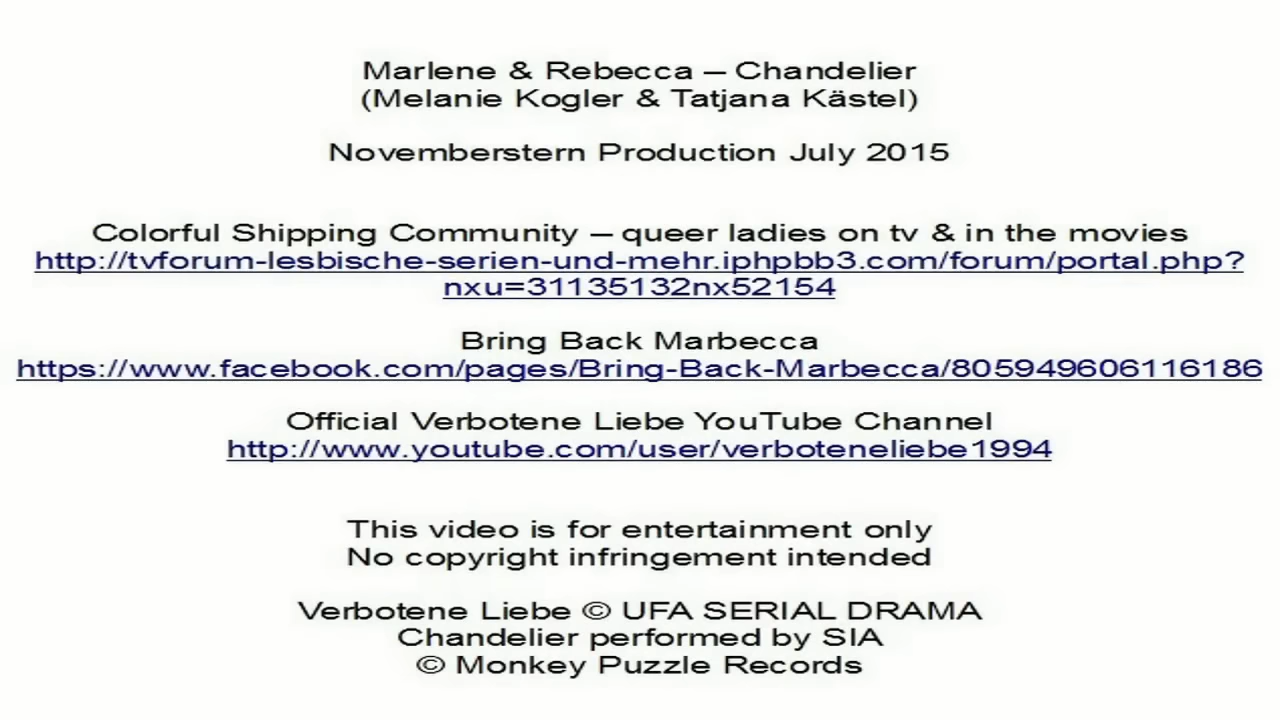 Marlene & Rebecca – Chandelier
(Melanie Kogler & Tatjana Kästel)
Novemberstern Production July 2015
Colorful Shipping Community – queer ladies on tv & in the movies
http://tvforum-lesbische-serien-und-mehr.iphpbb3.com/forum/portal.php?
nxu=31135132nx52154
Bring Back Marbecca
https://www.facebook.com/pages/Bring-Back-Marbecca/805949606116186
Official Verbotene Liebe YouTube Channel
http://www.youtube.com/user/verboteneliebe1994
This video is for entertainment only
No copyright infringement intended
Verbotene Liebe © UFA SERIAL DRAMA
Chandelier performed by SIA
© Monkey Puzzle Records